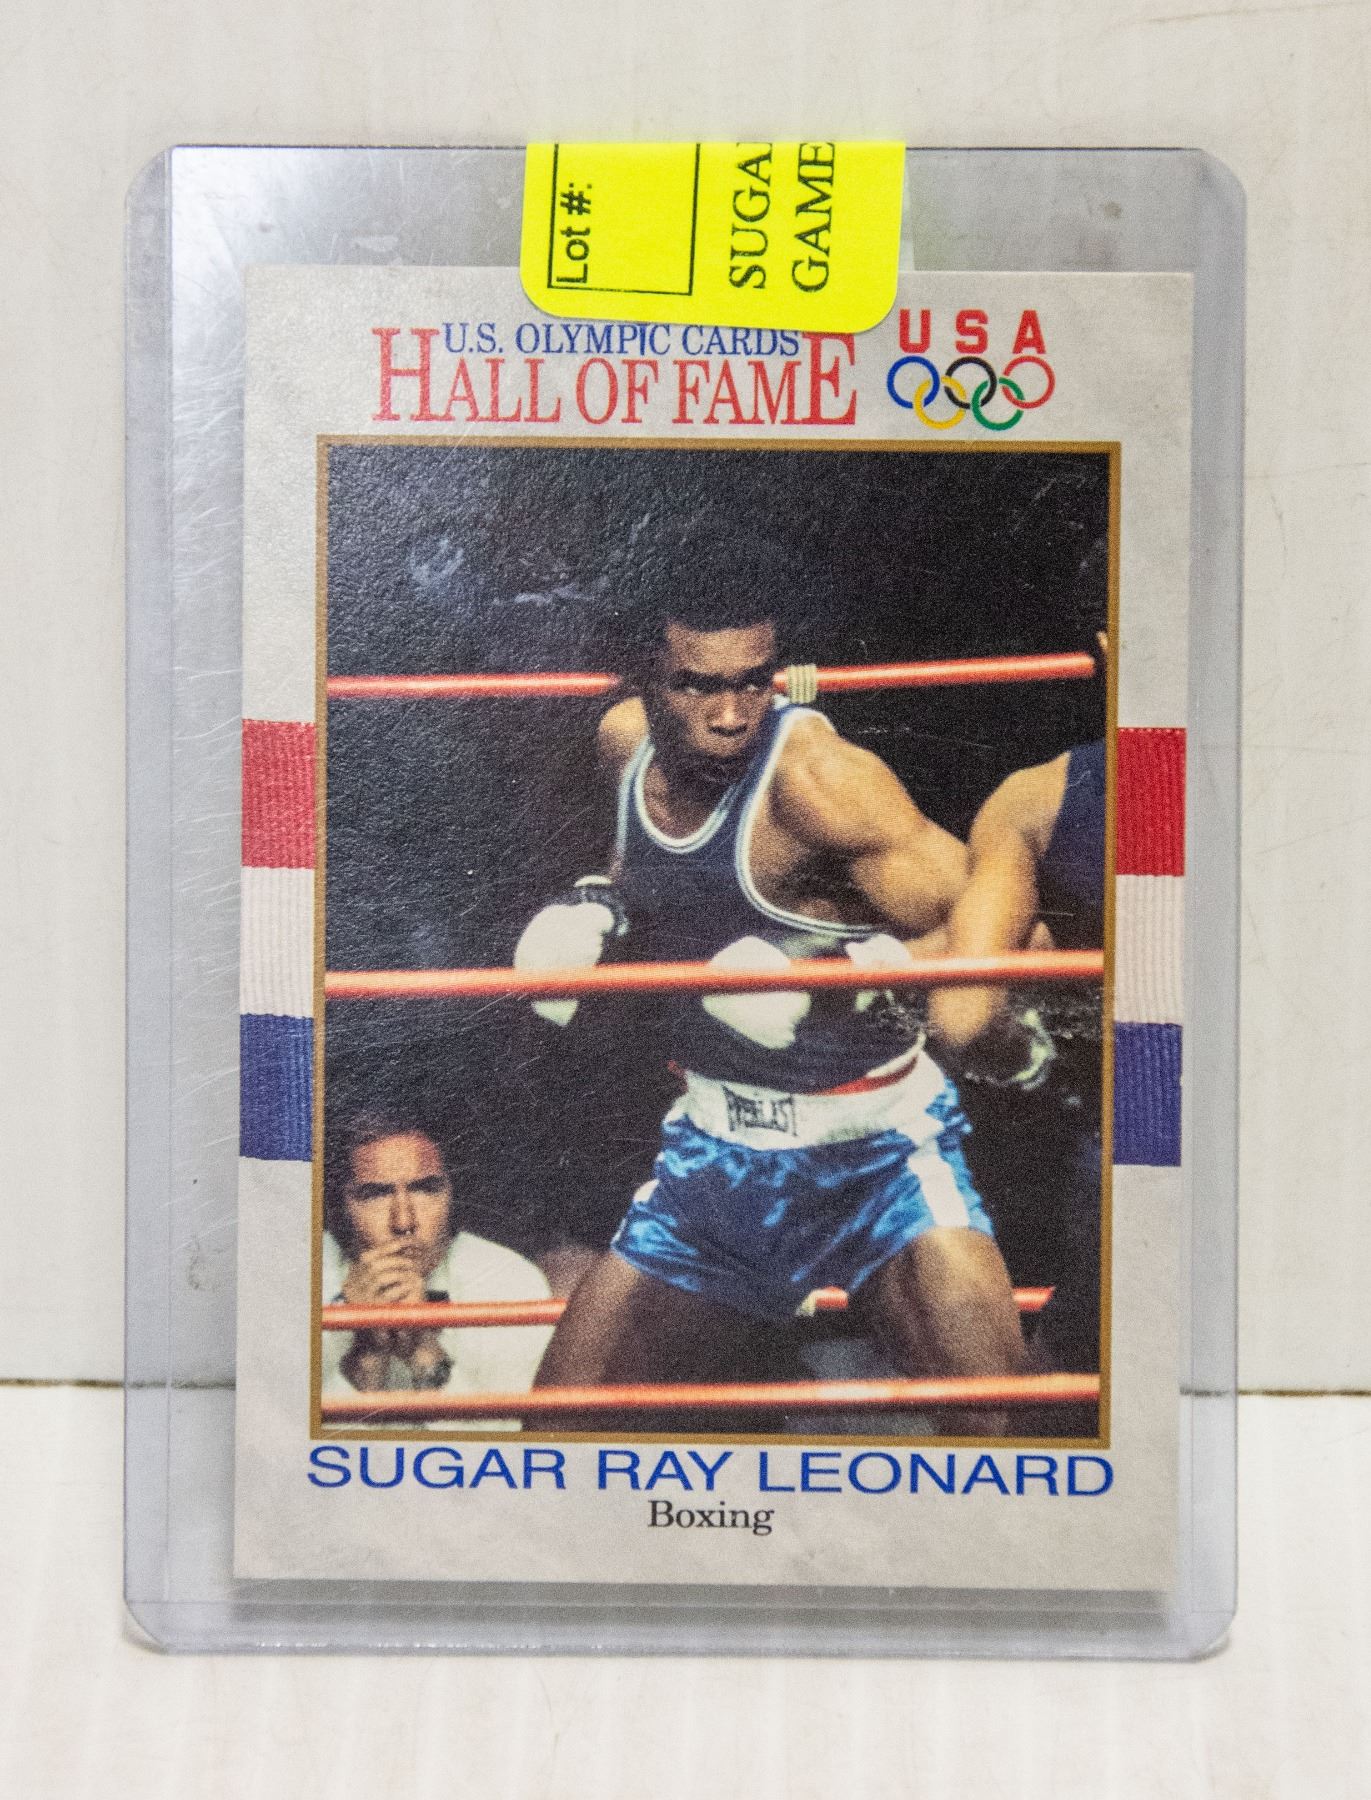 Lot #:
SUGA
GAME
U.S. OLYMPIC CARDS
HALL OF FAME
USA
EVERLAST
SUGAR RAY LEONARD
Boxing